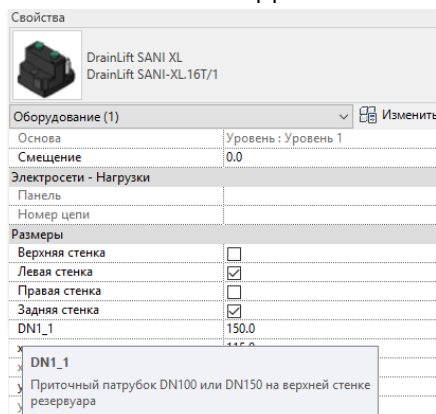 Свойства
DrainLift SANI XL
DrainLift SANI-XL.16T/1
Оборудование (1)
Изменить
Основа Уровень : Уровень 1
Смещение 0.0
Электросети - Нагрузки
Панель
Номер цепи
Размеры
Верхняя стенка
Левая стенка
Правая стенка
Задняя стенка
DN1_1 150.0
DN1_1
Приточный патрубок DN100 или DN150 на верхней стенке
резервуара